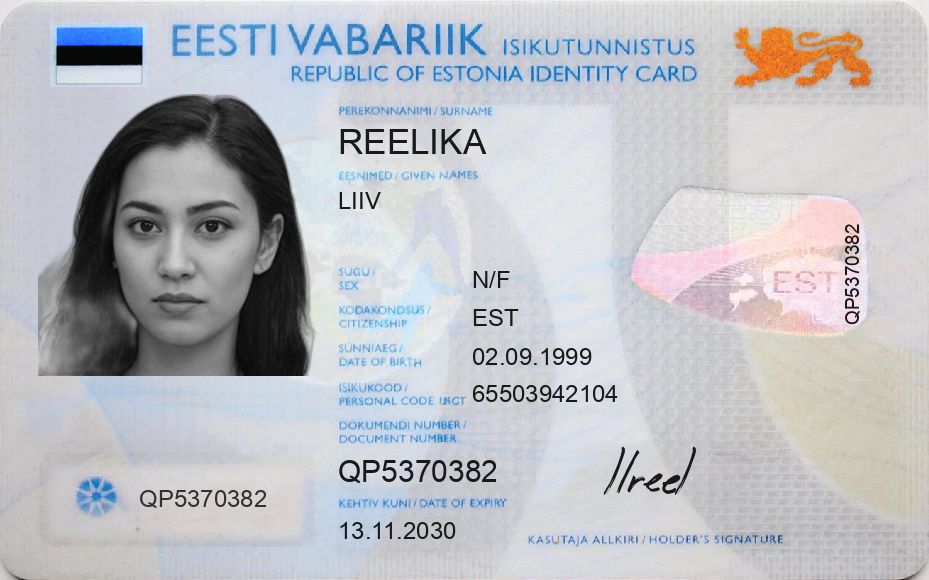 EESTI VABARIIK ISIKUTUNNISTUS
REPUBLIC OF ESTONIA IDENTITY CARD
PEREKONNANIMI / SURNAME
REELIKA
EESNIMED / GIVEN NAMES
LIIV
SUGU /
SEX
N/F
KODAKONDSUS /
CITIZENSHIP
EST
SÜNNIAEG /
DATE OF BIRTH
02.09.1999
ISIKUKOOD /
PERSONAL CODE
65503942104
DOKUMENDI NUMBER /
DOCUMENT NUMBER
QP5370382
KEHTIV KUNI / DATE OF EXPIRY
13.11.2030
QP5370382
EST
QP5370382
KASUTAJA ALLKIRI / HOLDER'S SIGNATURE